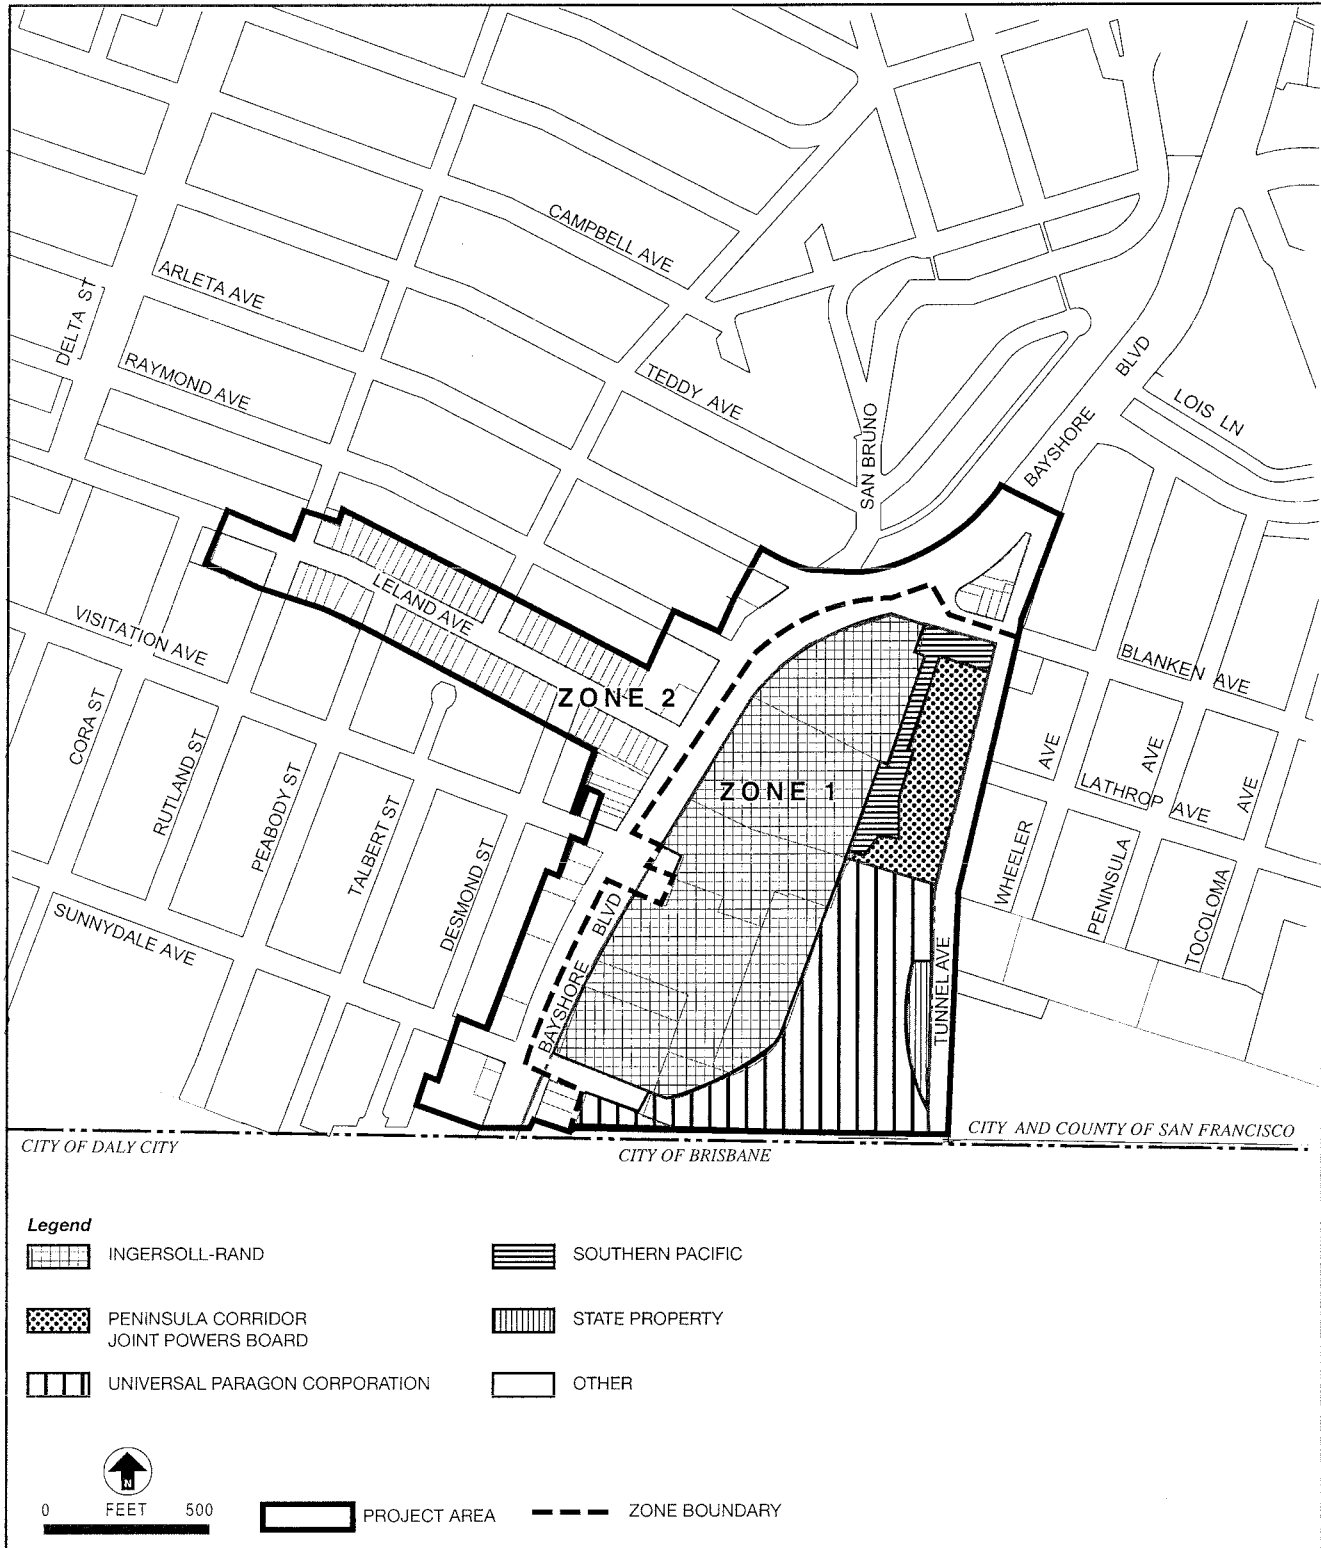 CAMPBELL AVE
ARLETA AVE
DELTA ST
RAYMOND AVE
TEDDY AVE
SAN BRUNO
BAYSHORE BLVD
LOIS LN
LELAND AVE
VISITATION AVE
ZONE 2
BLANKEN AVE
CORA ST
RUTLAND ST
PEABODY ST
TALBERT ST
DESMOND ST
ZONE 1
AVE
AVE
LATHROP AVE
AVE
WHEELER
PENINSULA
TOCOLOMA
SUNNYDALE AVE
BAYSHORE BLVD
TUNNEL AVE
CITY OF DALY CITY
CITY OF BRISBANE
CITY AND COUNTY OF SAN FRANCISCO
Legend
INGERSOLL-RAND
SOUTHERN PACIFIC
PENINSULA CORRIDOR
JOINT POWERS BOARD
STATE PROPERTY
UNIVERSAL PARAGON CORPORATION
OTHER
N
0 FEET 500
PROJECT AREA
ZONE BOUNDARY